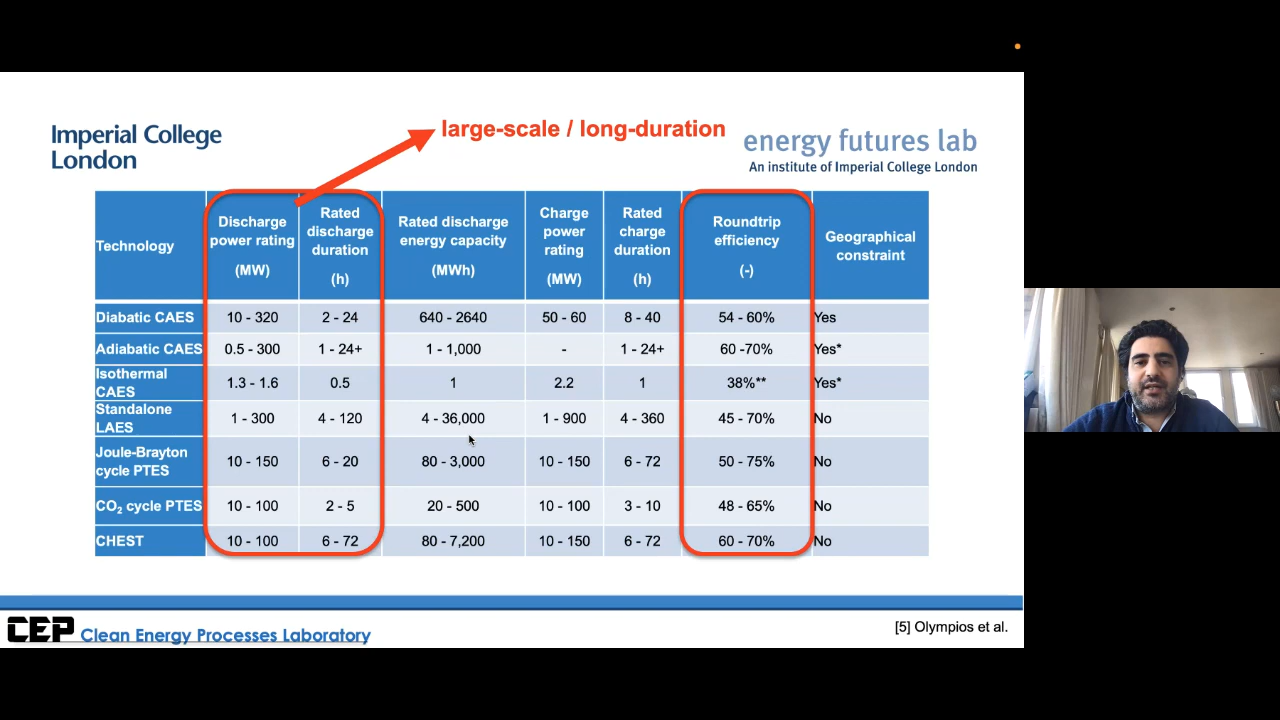 large-scale / long-duration
Imperial College
London
energy futures lab
An institute of Imperial College London
Technology
Discharge
power rating
(MW)
Rated
discharge
duration
(h)
Rated discharge
energy capacity
(MWh)
Charge
power
rating
(MW)
Rated
charge
duration
(h)
Roundtrip
efficiency
(-)
Geographical
constraint
Diabatic CAES 10 - 320 2 - 24 640 - 2640 50 - 60 8 - 40 54 - 60% Yes
Adiabatic CAES 0.5 - 300 1 - 24+ 1 - 1,000 - 1 - 24+ 60 -70% Yes*
Isothermal
CAES 1.3 - 1.6 0.5 1 2.2 1 38%** Yes*
Standalone
LAES 1 - 300 4 - 120 4 - 36,000 1 - 900 4 - 360 45 - 70% No
Joule-Brayton
cycle PTES 10 - 150 6 - 20 80 - 3,000 10 - 150 6 - 72 50 - 75% No
CO₂ cycle PTES 10 - 100 2 - 5 20 - 500 10 - 100 3 - 10 48 - 65% No
CHEST 10 - 100 6 - 72 80 - 7,200 10 - 150 6 - 72 60 - 70% No
CEP Clean Energy Processes Laboratory
[5] Olympios et al.